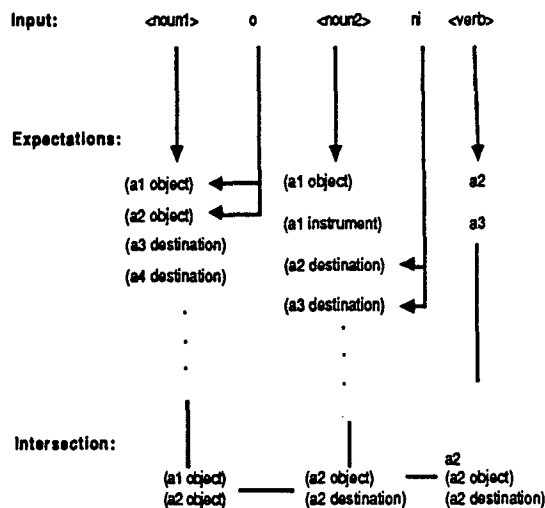 Input: <noun1> o <noun2> ni <verb>
Expectations:
(a1 object) (a1 object) a2
(a2 object) (a1 instrument) a3
(a3 destination) (a2 destination)
(a4 destination) (a3 destination)
Intersection:
a2
(a1 object) (a2 object) (a2 object)
(a2 object) (a2 destination) (a2 destination)